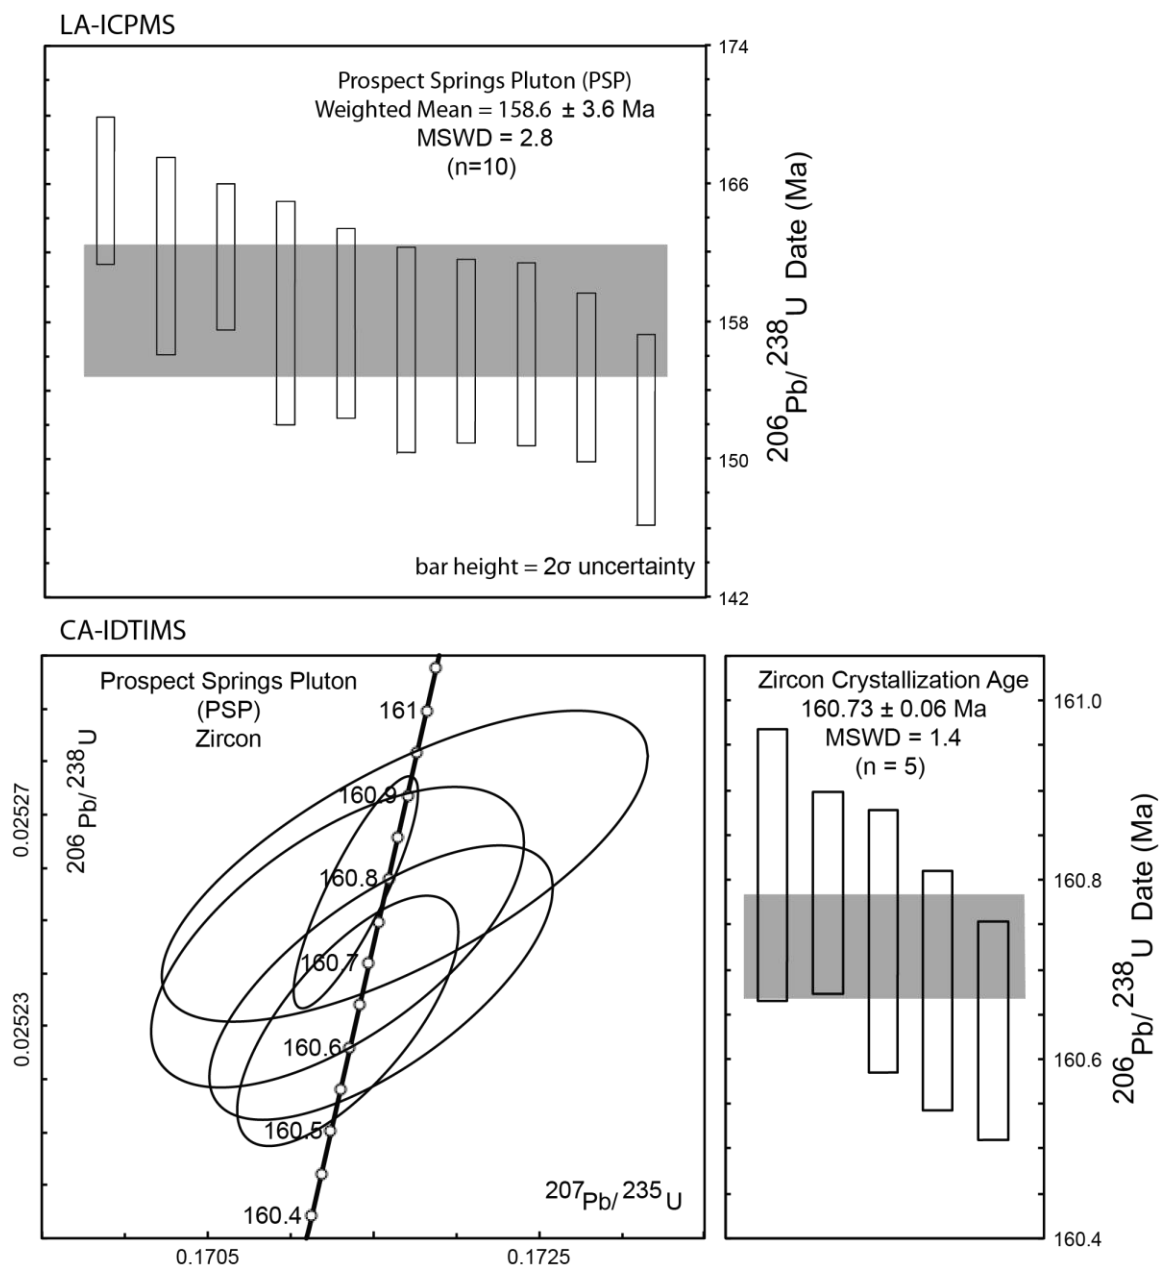 LA-ICPMS
Prospect Springs Pluton (PSP)
Weighted Mean = 158.6 ± 3.6 Ma
MSWD = 2.8
(n=10)
bar height = 2σ uncertainty
174
166
158
150
142
206Pb/238U Date (Ma)
CA-IDTIMS
Prospect Springs Pluton
(PSP)
Zircon
206Pb/238U
0.02527
0.02523
161
160.9
160.8
160.7
160.6
160.5
160.4
207Pb/235U
0.1705
0.1725
Zircon Crystallization Age
160.73 ± 0.06 Ma
MSWD = 1.4
(n = 5)
161.0
160.8
160.6
160.4
206Pb/238U Date (Ma)